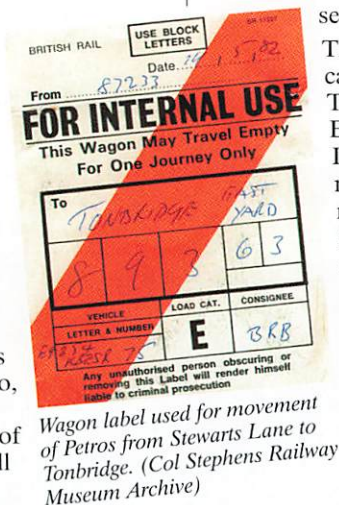 BRITISH RAIL
USE BLOCK
LETTERS
Date 19.5.82
From 87233
FOR INTERNAL USE
This Wagon May Travel Empty
For One Journey Only
To TONBRIDGE EAST
YARD
8 9 3 6 3
VEHICLE
LETTER & NUMBER
LOAD CAT.
E
CONSIGNEE
BRB
75
Any unauthorised person obscuring or
removing this Label will render himself
liable to criminal prosecution
Wagon label used for movement
of Petros from Stewarts Lane to
Tonbridge. (Col Stephens Railway
Museum Archive)